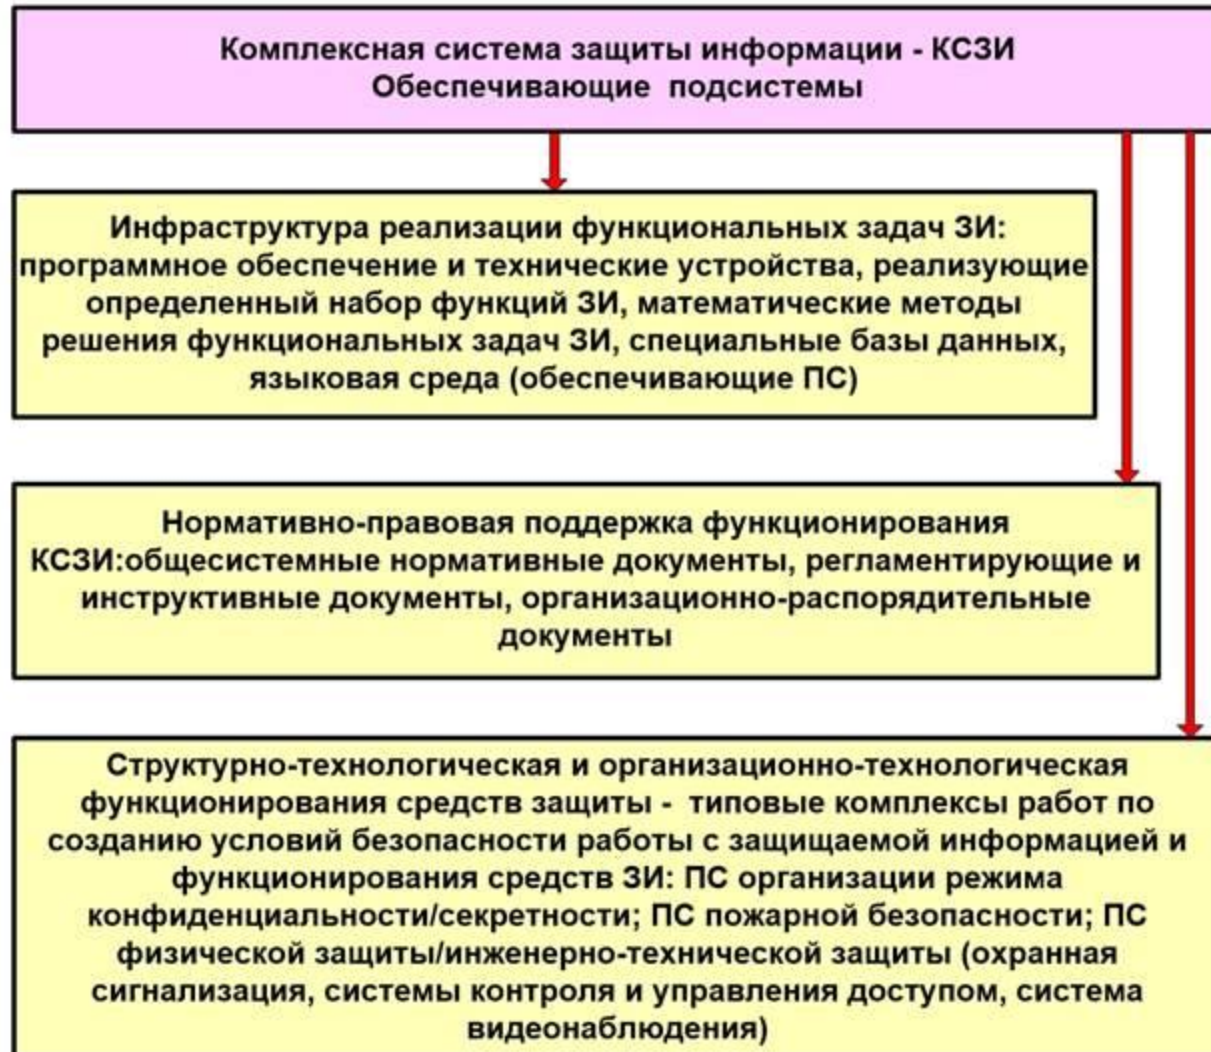 Комплексная система защиты информации - КСЗИ
Обеспечивающие подсистемы
Инфраструктура реализации функциональных задач ЗИ:
программное обеспечение и технические устройства, реализующие
определенный набор функций ЗИ, математические методы
решения функциональных задач ЗИ, специальные базы данных,
языковая среда (обеспечивающие ПС)
Нормативно-правовая поддержка функционирования
КСЗИ:общесистемные нормативные документы, регламентирующие и
инструктивные документы, организационно-распорядительные
документы
Структурно-технологическая и организационно-технологическая
функционирования средств защиты - типовые комплексы работ по
созданию условий безопасности работы с защищаемой информацией и
функционирования средств ЗИ: ПС организации режима
конфиденциальности/секретности; ПС пожарной безопасности; ПС
физической защиты/инженерно-технической защиты (охранная
сигнализация, системы контроля и управления доступом, система
видеонаблюдения)